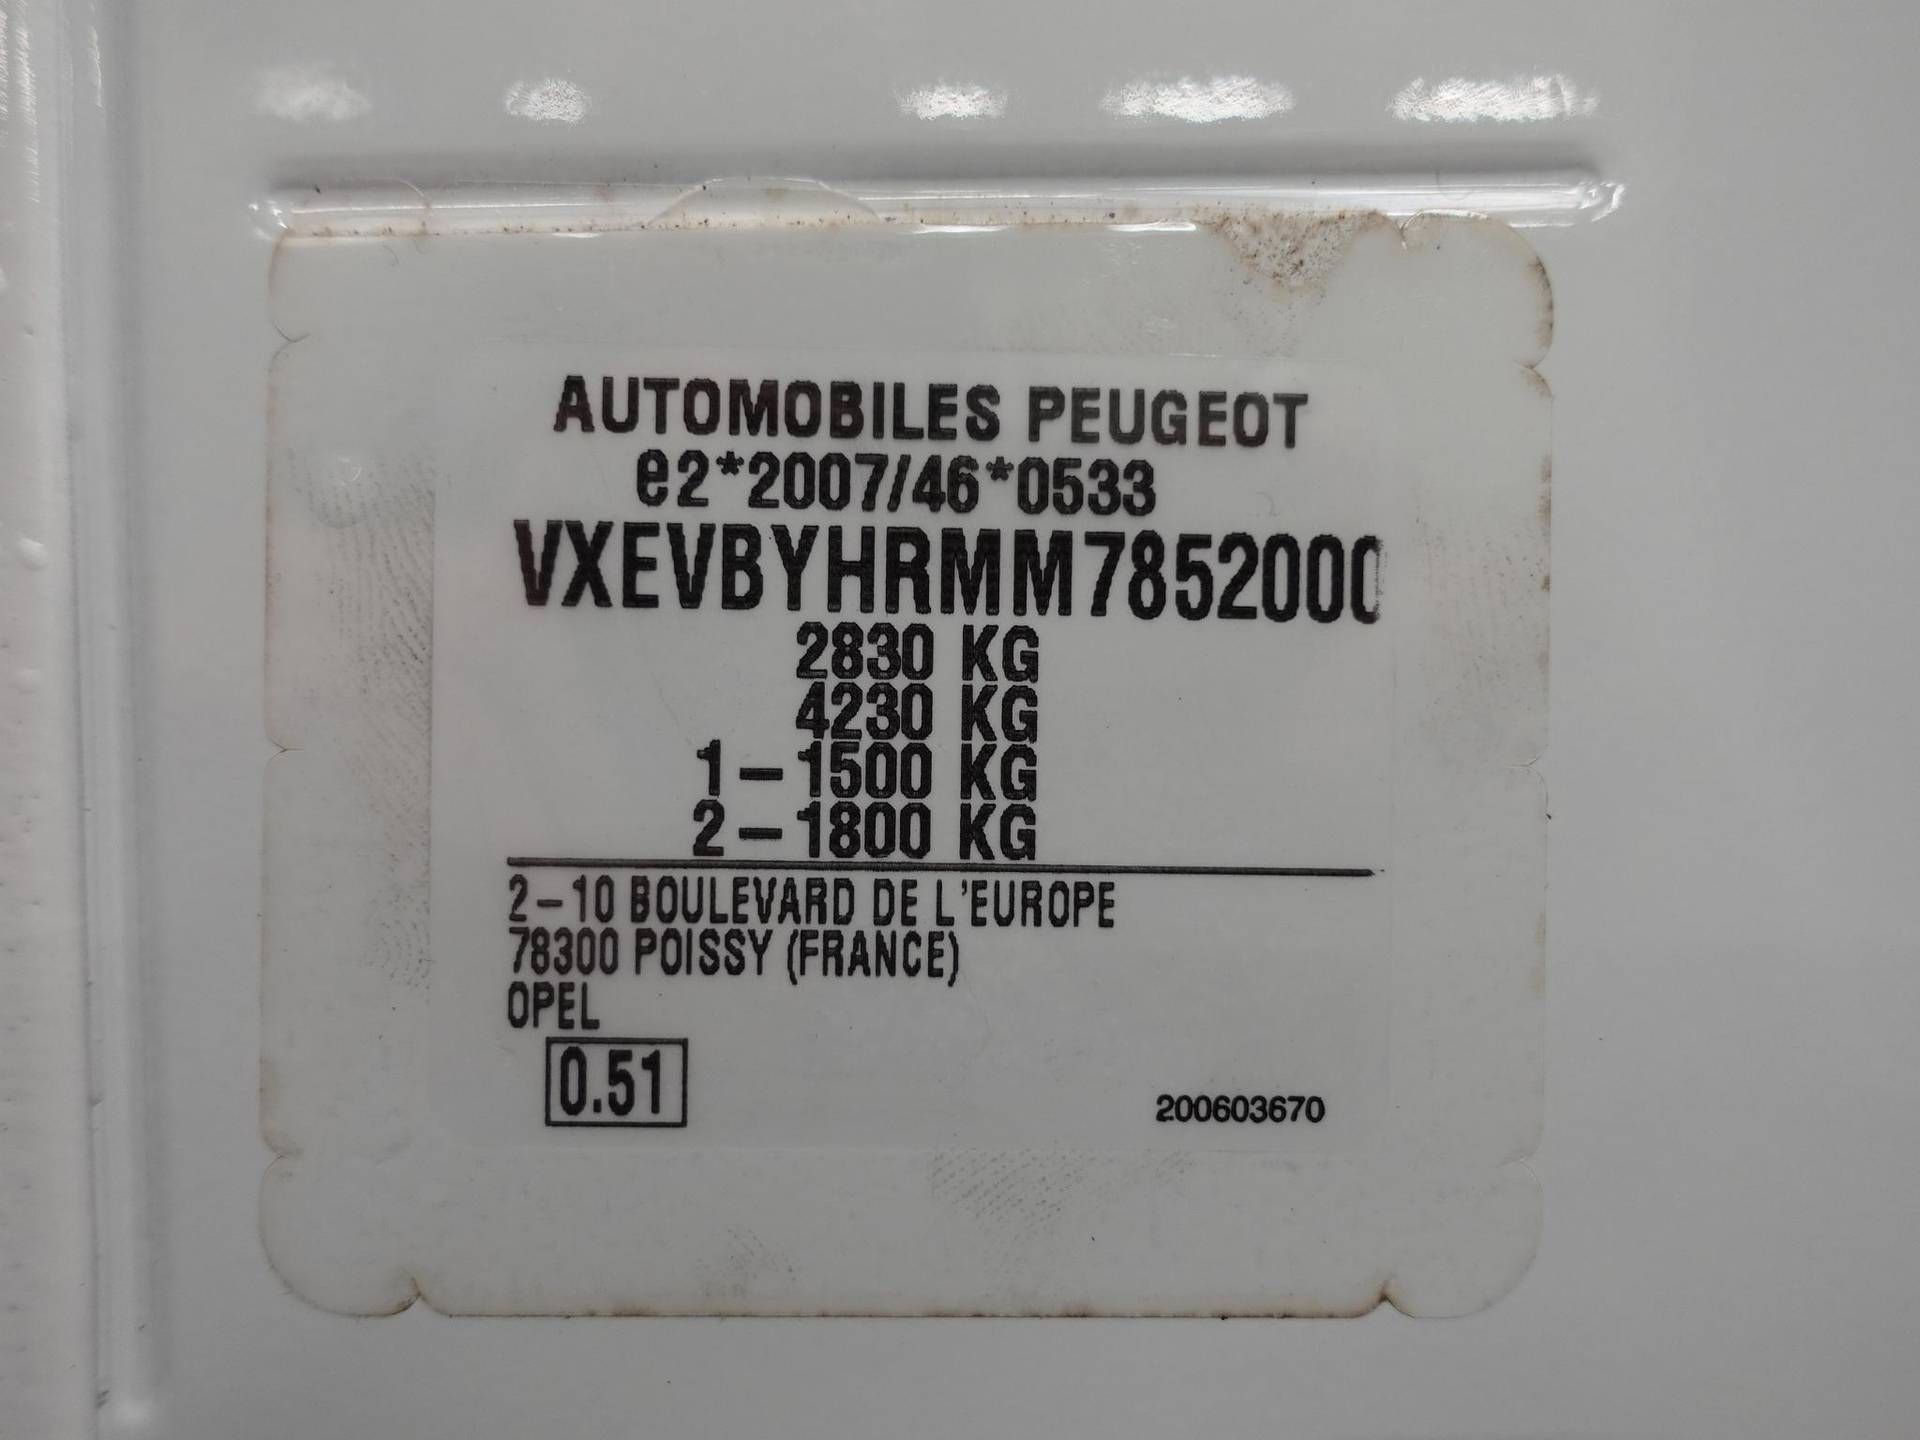 AUTOMOBILES PEUGEOT
e2*2007/46*0533
VXEVBYHRMM7852000
2830 KG
4230 KG
1-1500 KG
2-1800 KG
2-10 BOULEVARD DE L'EUROPE
78300 POISSY (FRANCE)
OPEL
0.51
200603670